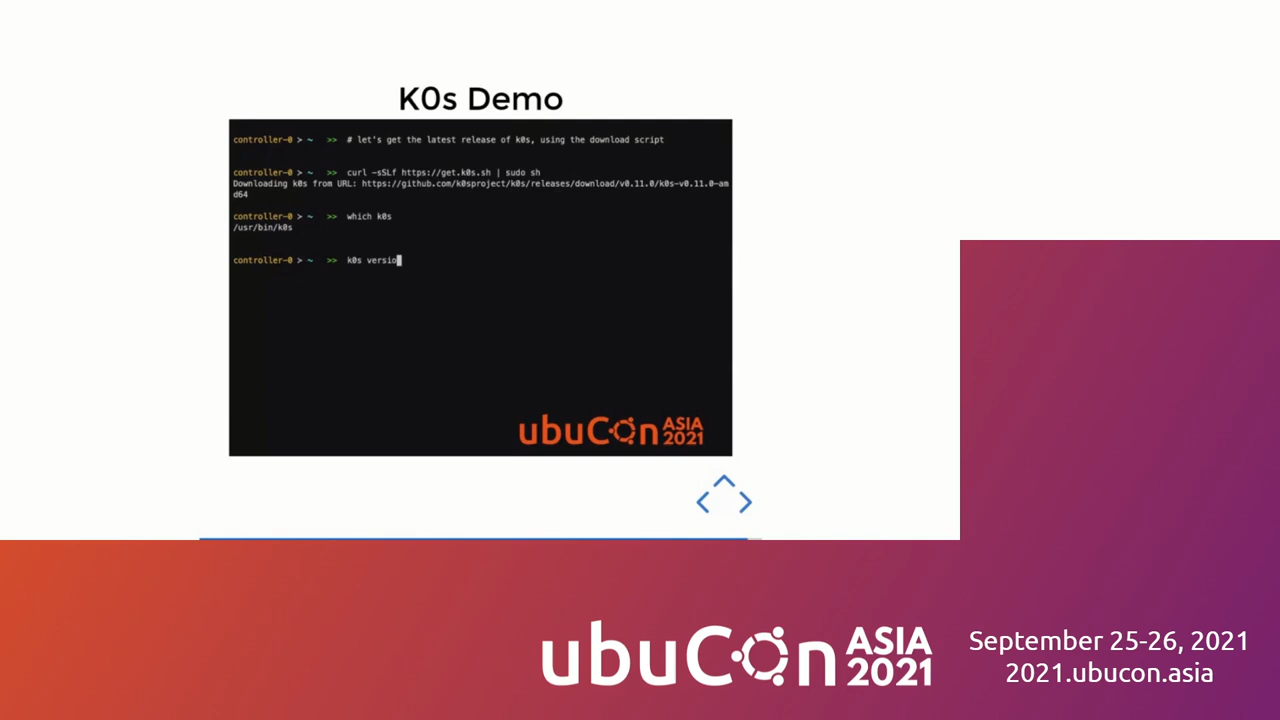 K0s Demo
controller-0 > ~ >> # let's get the latest release of k0s, using the download script
controller-0 > ~ >> curl -sSLf https://get.k0s.sh | sudo sh
Downloading k0s from URL: https://github.com/k0sproject/k0s/releases/download/v0.11.0/k0s-v0.11.0-am
d64
controller-0 > ~ >> which k0s
/usr/bin/k0s
controller-0 > ~ >> k0s versio
ubuCon ASIA 2021
ubuCon ASIA 2021
September 25-26, 2021
2021.ubucon.asia